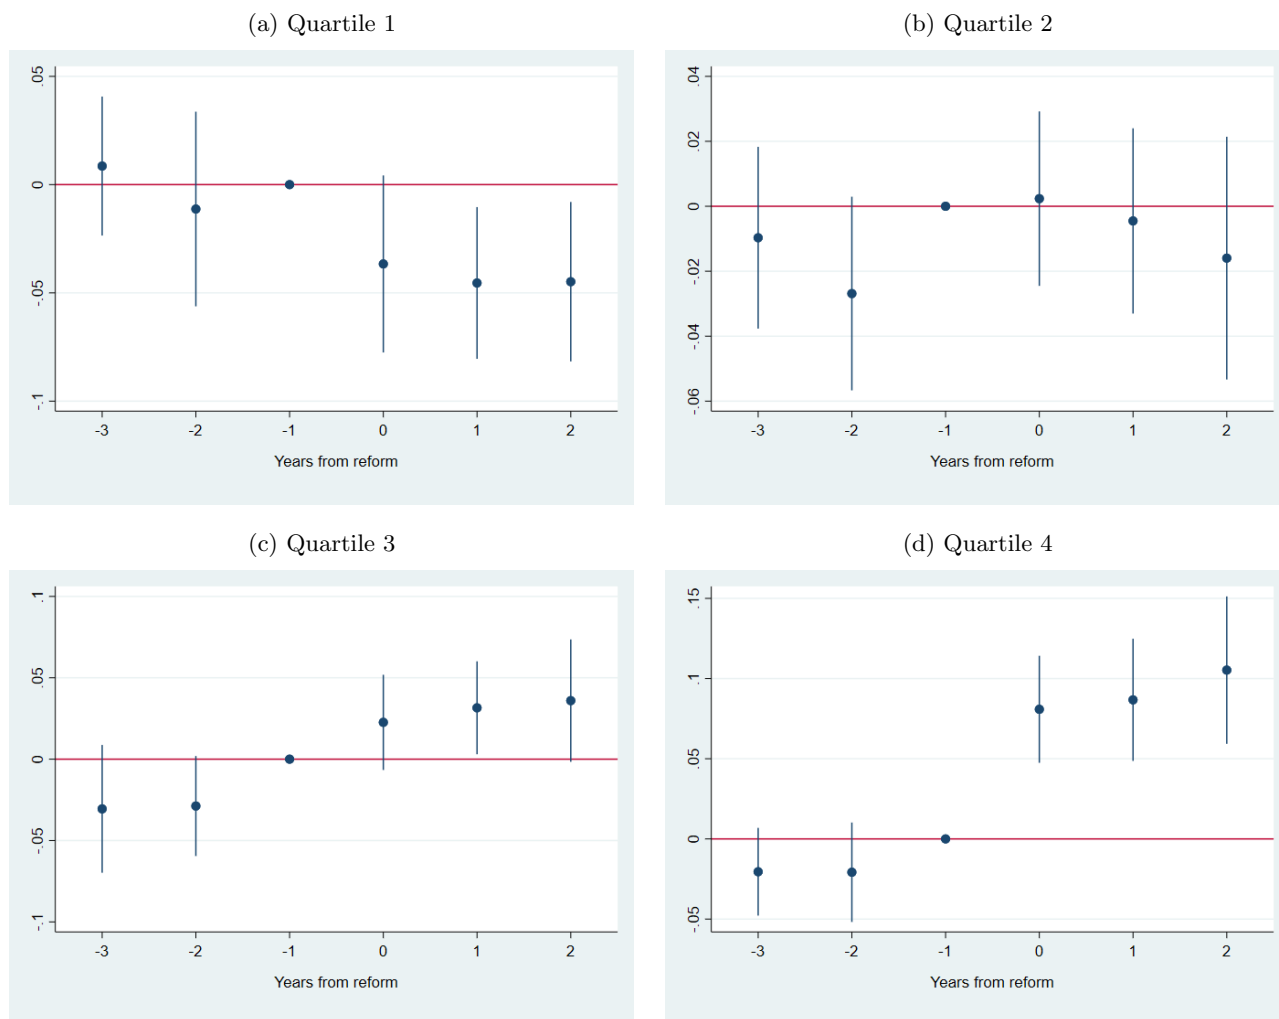 (a) Quartile 1
.05
0
-.05
-.1
-3 -2 -1 0 1 2
Years from reform
(b) Quartile 2
.04
.02
0
-.02
-.04
-.06
-3 -2 -1 0 1 2
Years from reform
(c) Quartile 3
.1
.05
0
-.05
-.1
-3 -2 -1 0 1 2
Years from reform
(d) Quartile 4
.15
.1
.05
0
-.05
-3 -2 -1 0 1 2
Years from reform